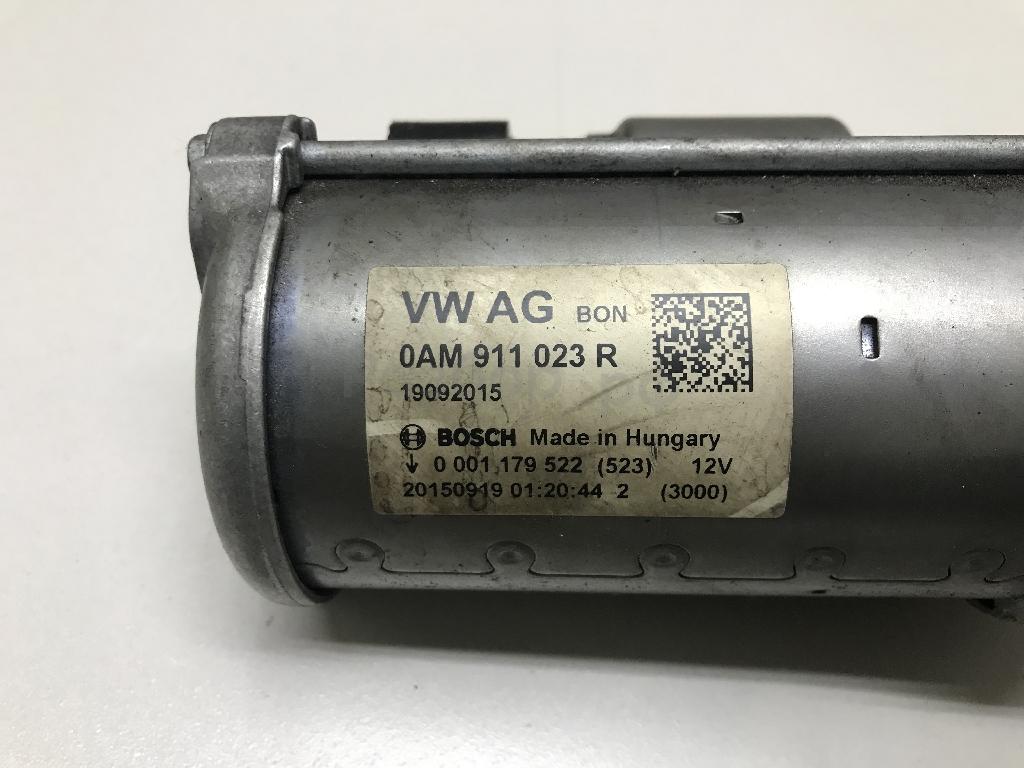 VW AG BON
0AM 911 023 R
19092015
BOSCH Made in Hungary
↓ 0 001 179 522 (523) 12V
20150919 01:20:44 2 (3000)